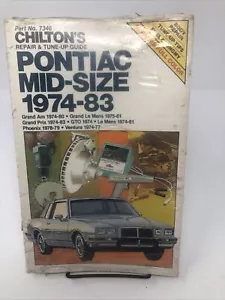 Part No. 7346
CHILTON'S
REPAIR & TUNE-UP GUIDE
PONTIAC
MID-SIZE
1974-83
Grand Am 1974-80 • Grand Le Mans 1975-81
Grand Prix 1974-83 • GTO 1974 • Le Mans 1974-81
Phoenix 1978-79 • Ventura 1974-77
COLOR